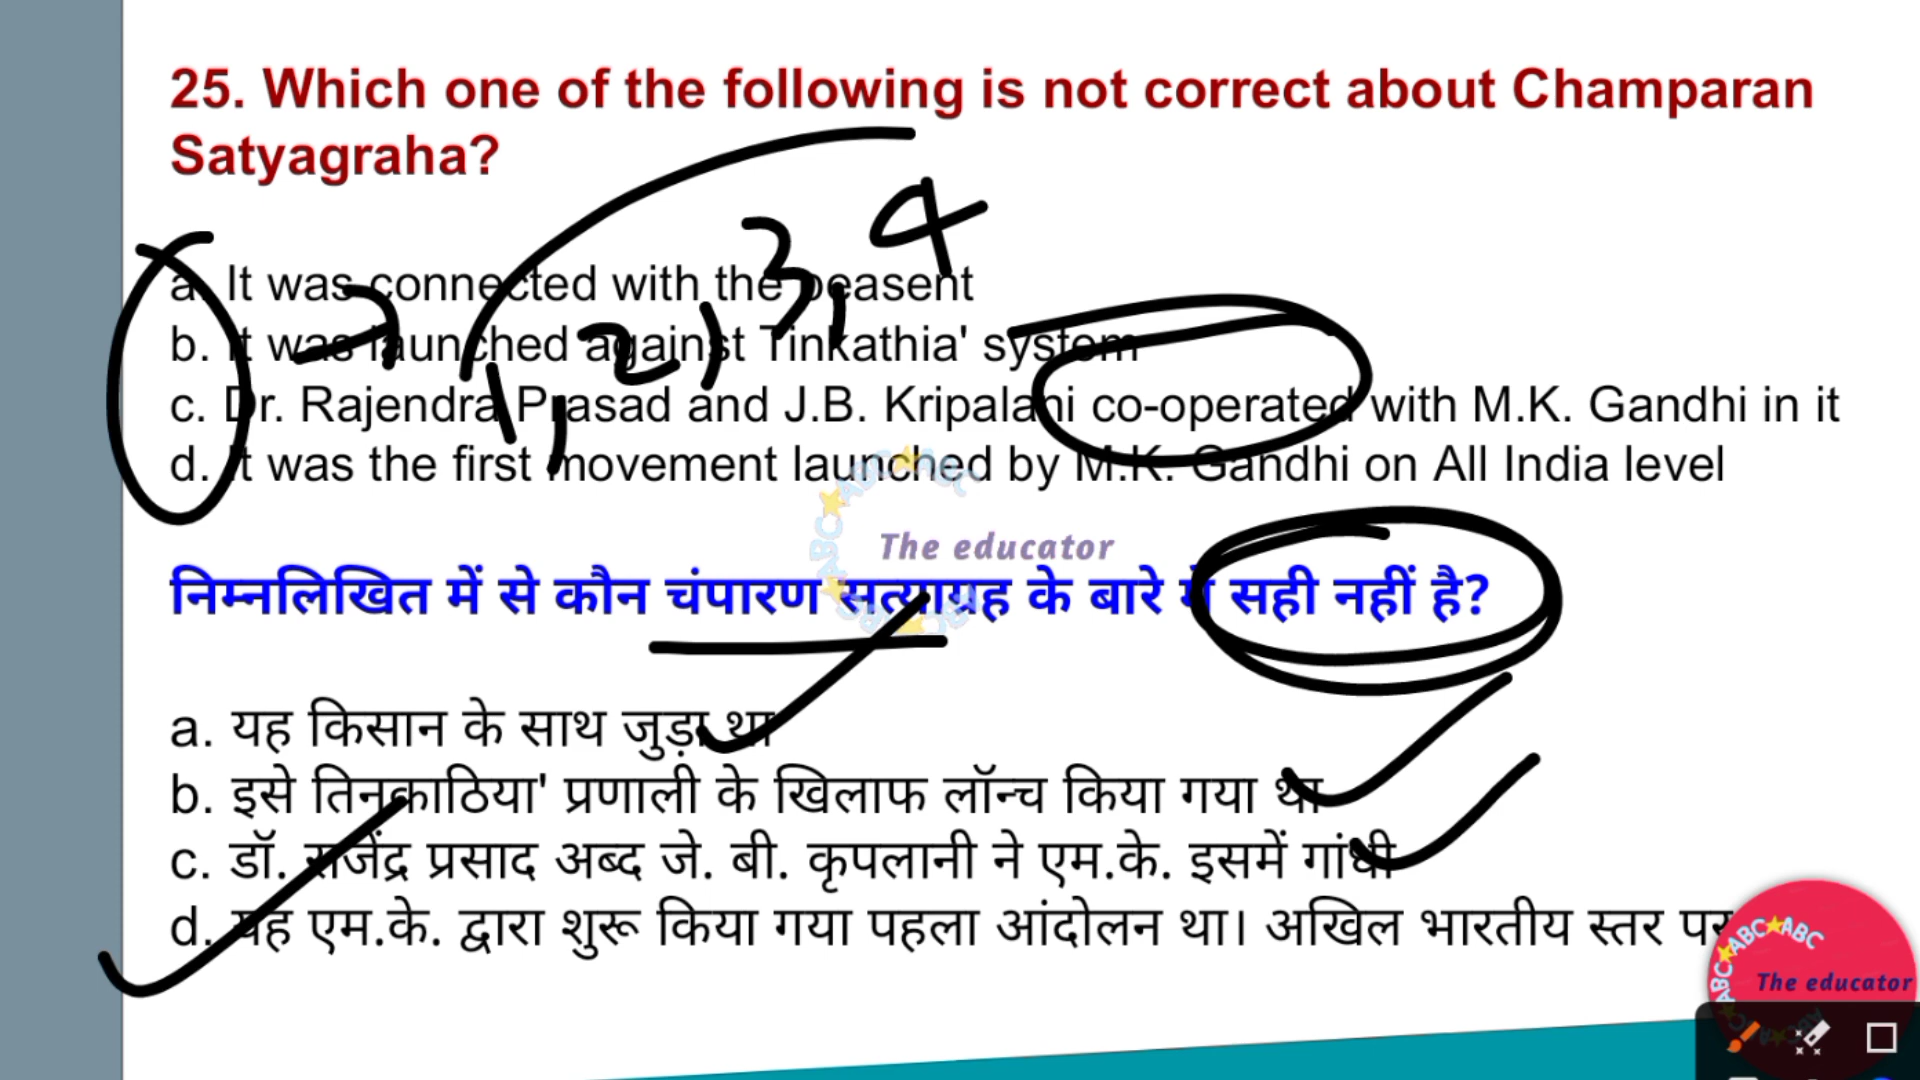 25. Which one of the following is not correct about Champaran
Satyagraha?
a. It was connected with the peasent
b. It was launched against Tinkathia' system
c. Dr. Rajendra Prasad and J.B. Kripalani co-operated with M.K. Gandhi in it
d. It was the first movement launched by M.K. Gandhi on All India level
1, 2, 3, 4
The educator
निम्नलिखित में से कौन चंपारण सत्याग्रह के बारे में सही नहीं है?
a. यह किसान के साथ जुड़ा था
b. इसे तिनकाठिया' प्रणाली के खिलाफ लॉन्च किया गया था
c. डॉ. राजेंद्र प्रसाद अब्द जे. बी. कृपलानी ने एम.के. इसमें गांधी
d. यह एम.के. द्वारा शुरू किया गया पहला आंदोलन था। अखिल भारतीय स्तर पर
ABC ABC ABC
The educator